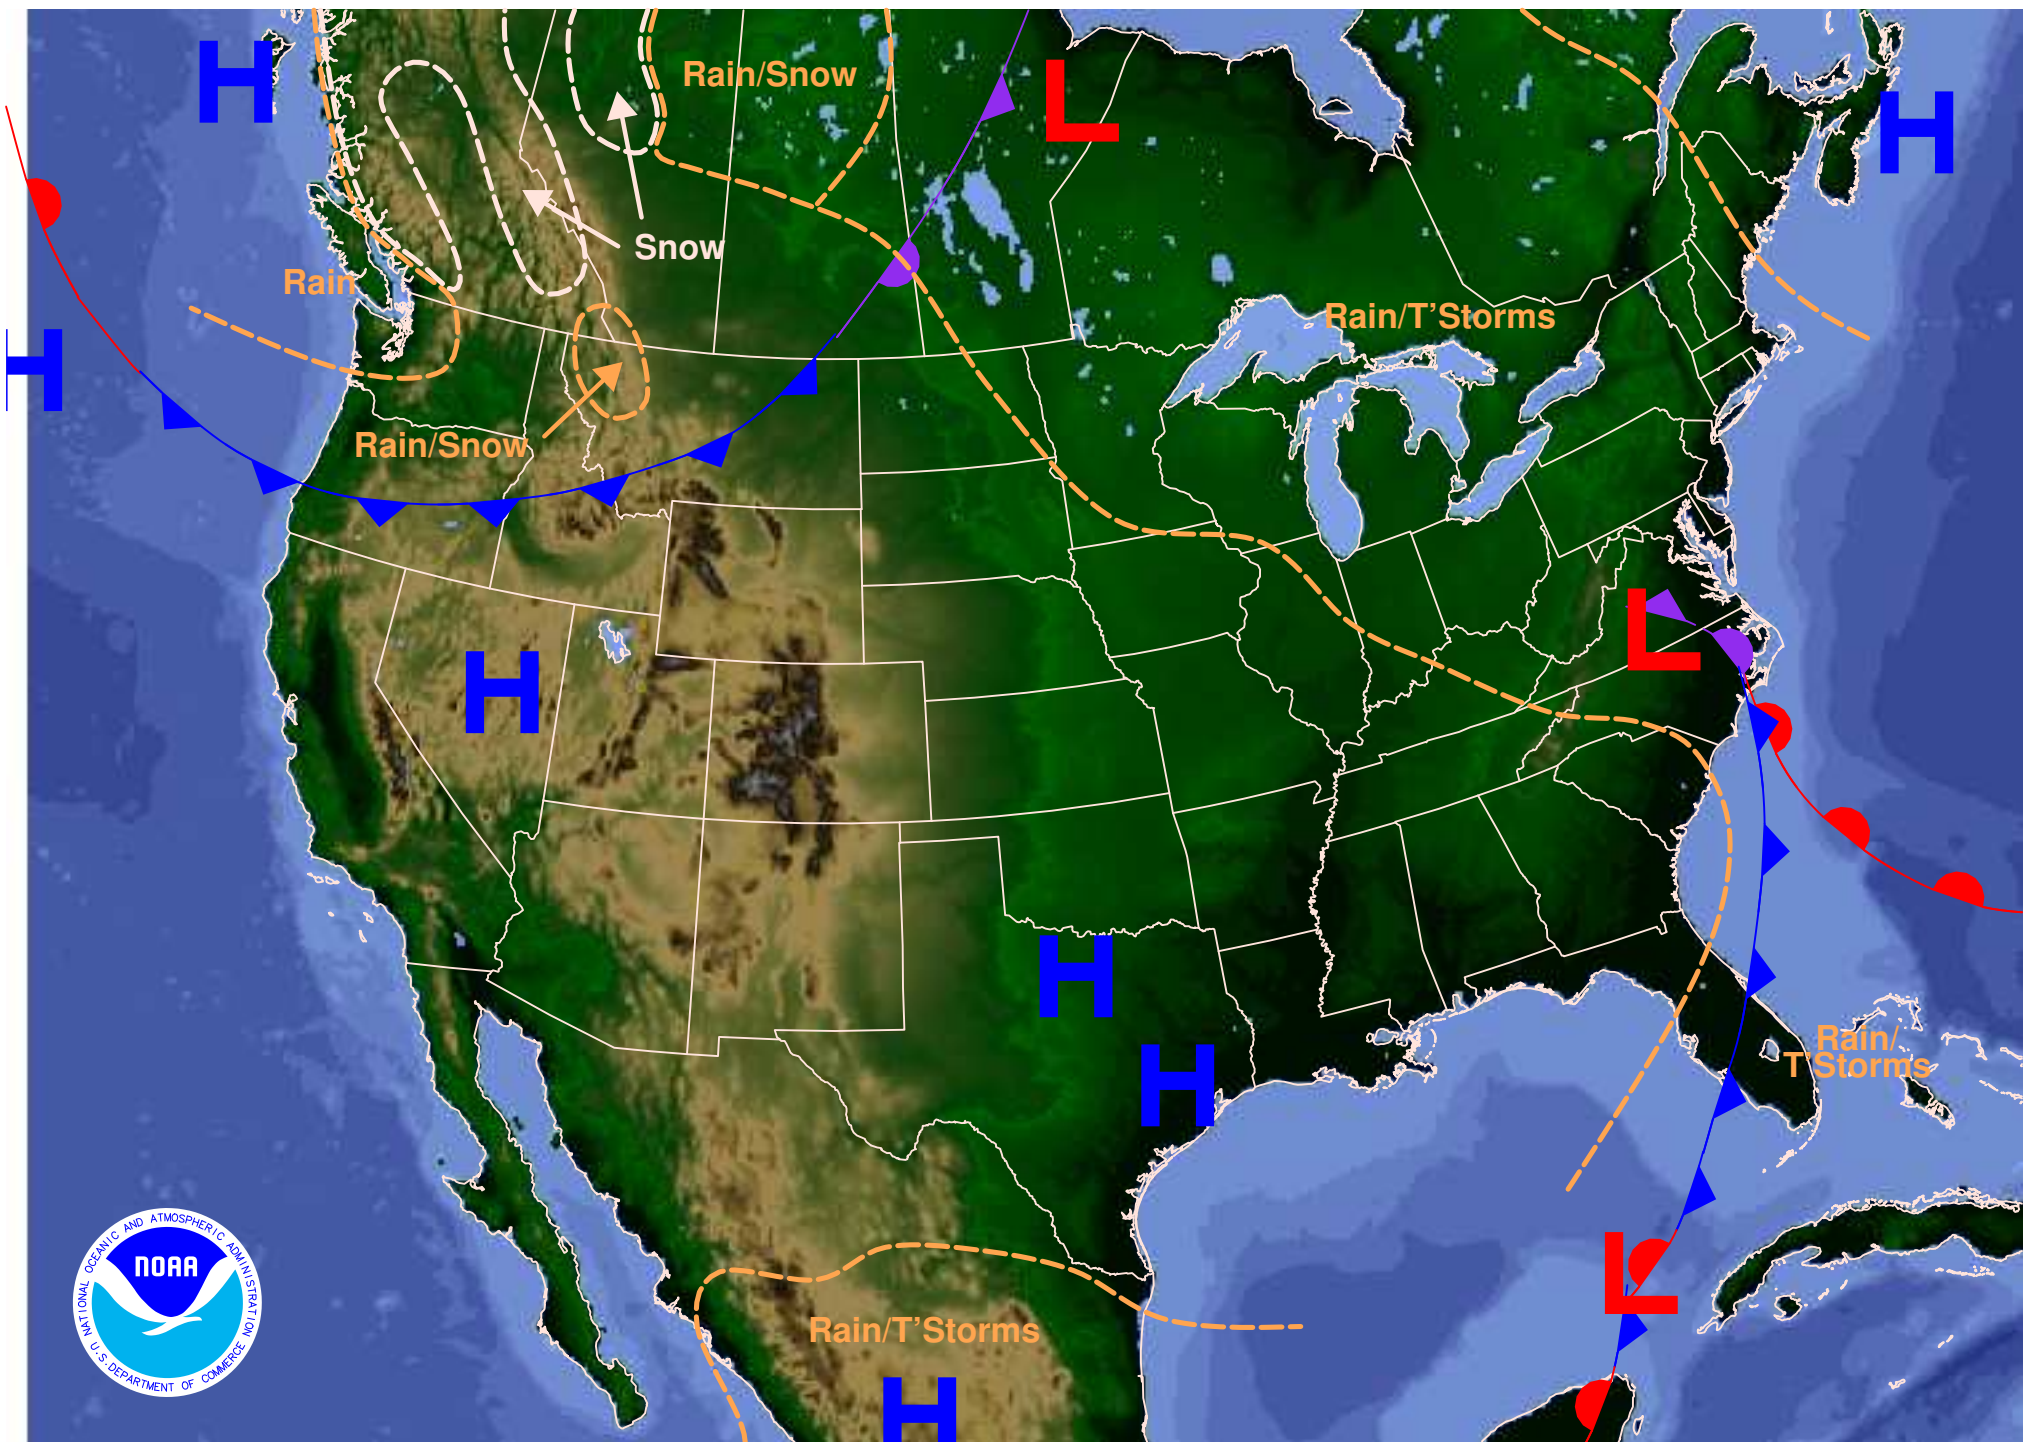 H
Rain/Snow
L
H
Snow
Rain
Rain/T'Storms
H
Rain/Snow
L
H
H
H
Rain/
T'Storms
L
Rain/T'Storms
H
NATIONAL OCEANIC AND ATMOSPHERIC ADMINISTRATION
NOAA
U.S. DEPARTMENT OF COMMERCE